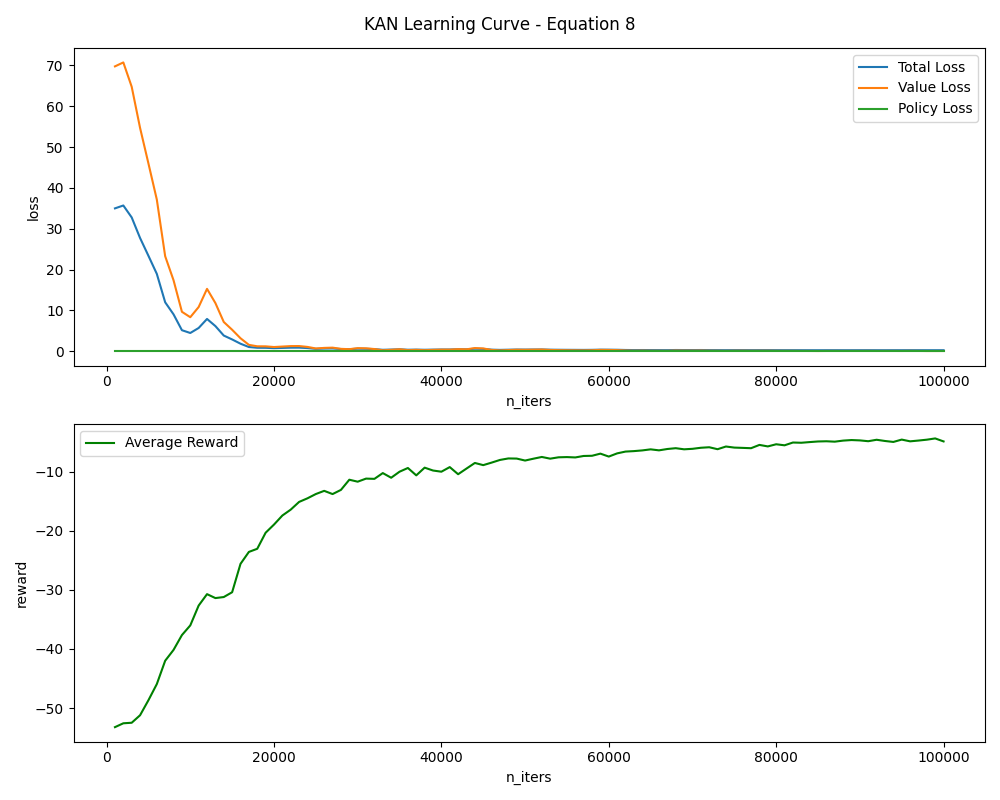 KAN Learning Curve - Equation 8
70
60
50
40
30
20
10
0
loss
Total Loss
Value Loss
Policy Loss
0 20000 40000 60000 80000 100000
n_iters
Average Reward
−10
−20
−30
−40
−50
reward
0 20000 40000 60000 80000 100000
n_iters